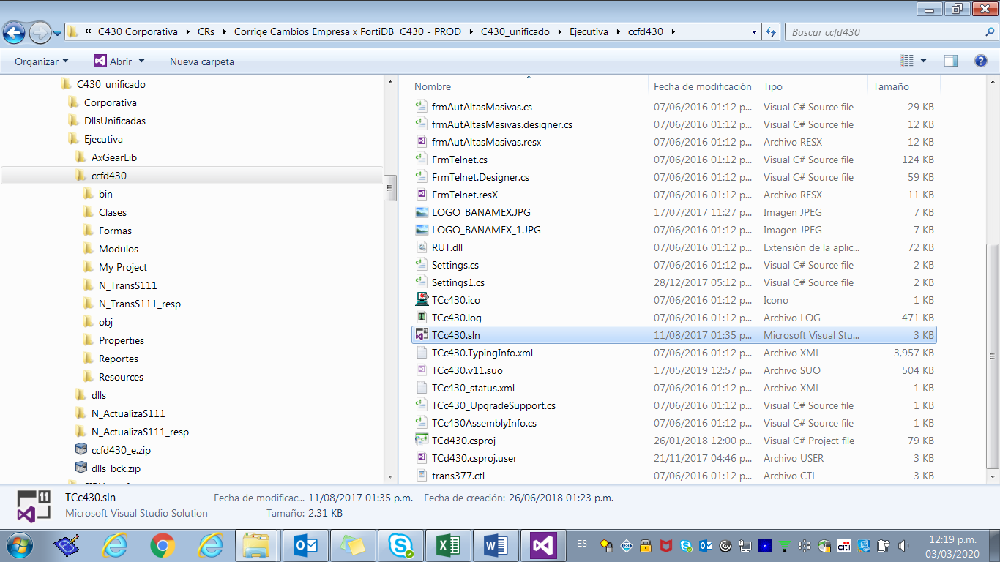 « C430 Corporativa CRs Corrige Cambios Empresa x FortiDB C430 - PROD C430_unificado Ejecutiva ccfd430 Buscar ccfd430
Organizar Abrir Nueva carpeta
C430_unificado
Corporativa
DllsUnificadas
Ejecutiva
AxGearLib
ccfd430
bin
Clases
Formas
Modulos
My Project
N_TransS111
N_TransS111_resp
obj
Properties
Reportes
Resources
dlls
N_ActualizaS111
N_ActualizaS111_resp
ccfd430_e.zip
dlls_bck.zip
Nombre Fecha de modificación Tipo Tamaño
frmAutAltasMasivas.cs 07/06/2016 01:12 p... Visual C# Source file 29 KB
frmAutAltasMasivas.designer.cs 07/06/2016 01:12 p... Visual C# Source file 12 KB
frmAutAltasMasivas.resx 07/06/2016 01:12 p... Archivo RESX 12 KB
FrmTelnet.cs 07/06/2016 01:12 p... Visual C# Source file 124 KB
FrmTelnet.Designer.cs 07/06/2016 01:12 p... Visual C# Source file 59 KB
FrmTelnet.resX 07/06/2016 01:12 p... Archivo RESX 11 KB
LOGO_BANAMEX.JPG 17/07/2017 11:27 p... Imagen JPEG 7 KB
LOGO_BANAMEX_1.JPG 07/06/2016 01:12 p... Imagen JPEG 7 KB
RUT.dll 07/06/2016 01:12 p... Extensión de la aplic... 72 KB
Settings.cs 07/06/2016 01:12 p... Visual C# Source file 2 KB
Settings1.cs 28/12/2017 05:12 p... Visual C# Source file 2 KB
TCc430.ico 07/06/2016 01:12 p... Icono 1 KB
TCc430.log 07/06/2016 01:12 p... Archivo LOG 471 KB
TCc430.sln 11/08/2017 01:35 p... Microsoft Visual Stu... 3 KB
TCc430.TypingInfo.xml 07/06/2016 01:12 p... Archivo XML 3,957 KB
TCc430.v11.suo 17/05/2019 12:57 p... Archivo SUO 504 KB
TCc430_status.xml 07/06/2016 01:12 p... Archivo XML 1 KB
TCc430_UpgradeSupport.cs 07/06/2016 01:12 p... Visual C# Source file 1 KB
TCc430AssemblyInfo.cs 07/06/2016 01:12 p... Visual C# Source file 1 KB
TCd430.csproj 26/01/2018 12:00 p... Visual C# Project file 79 KB
TCd430.csproj.user 21/11/2017 04:46 p... Archivo USER 3 KB
trans377.ctl 07/06/2016 01:12 p... Archivo CTL 3 KB
11 TCc430.sln Fecha de modificac... 11/08/2017 01:35 p.m. Fecha de creación: 26/06/2018 01:23 p.m.
Microsoft Visual Studio Solution Tamaño: 2.31 KB
ES citi 12:19 p.m.
03/03/2020